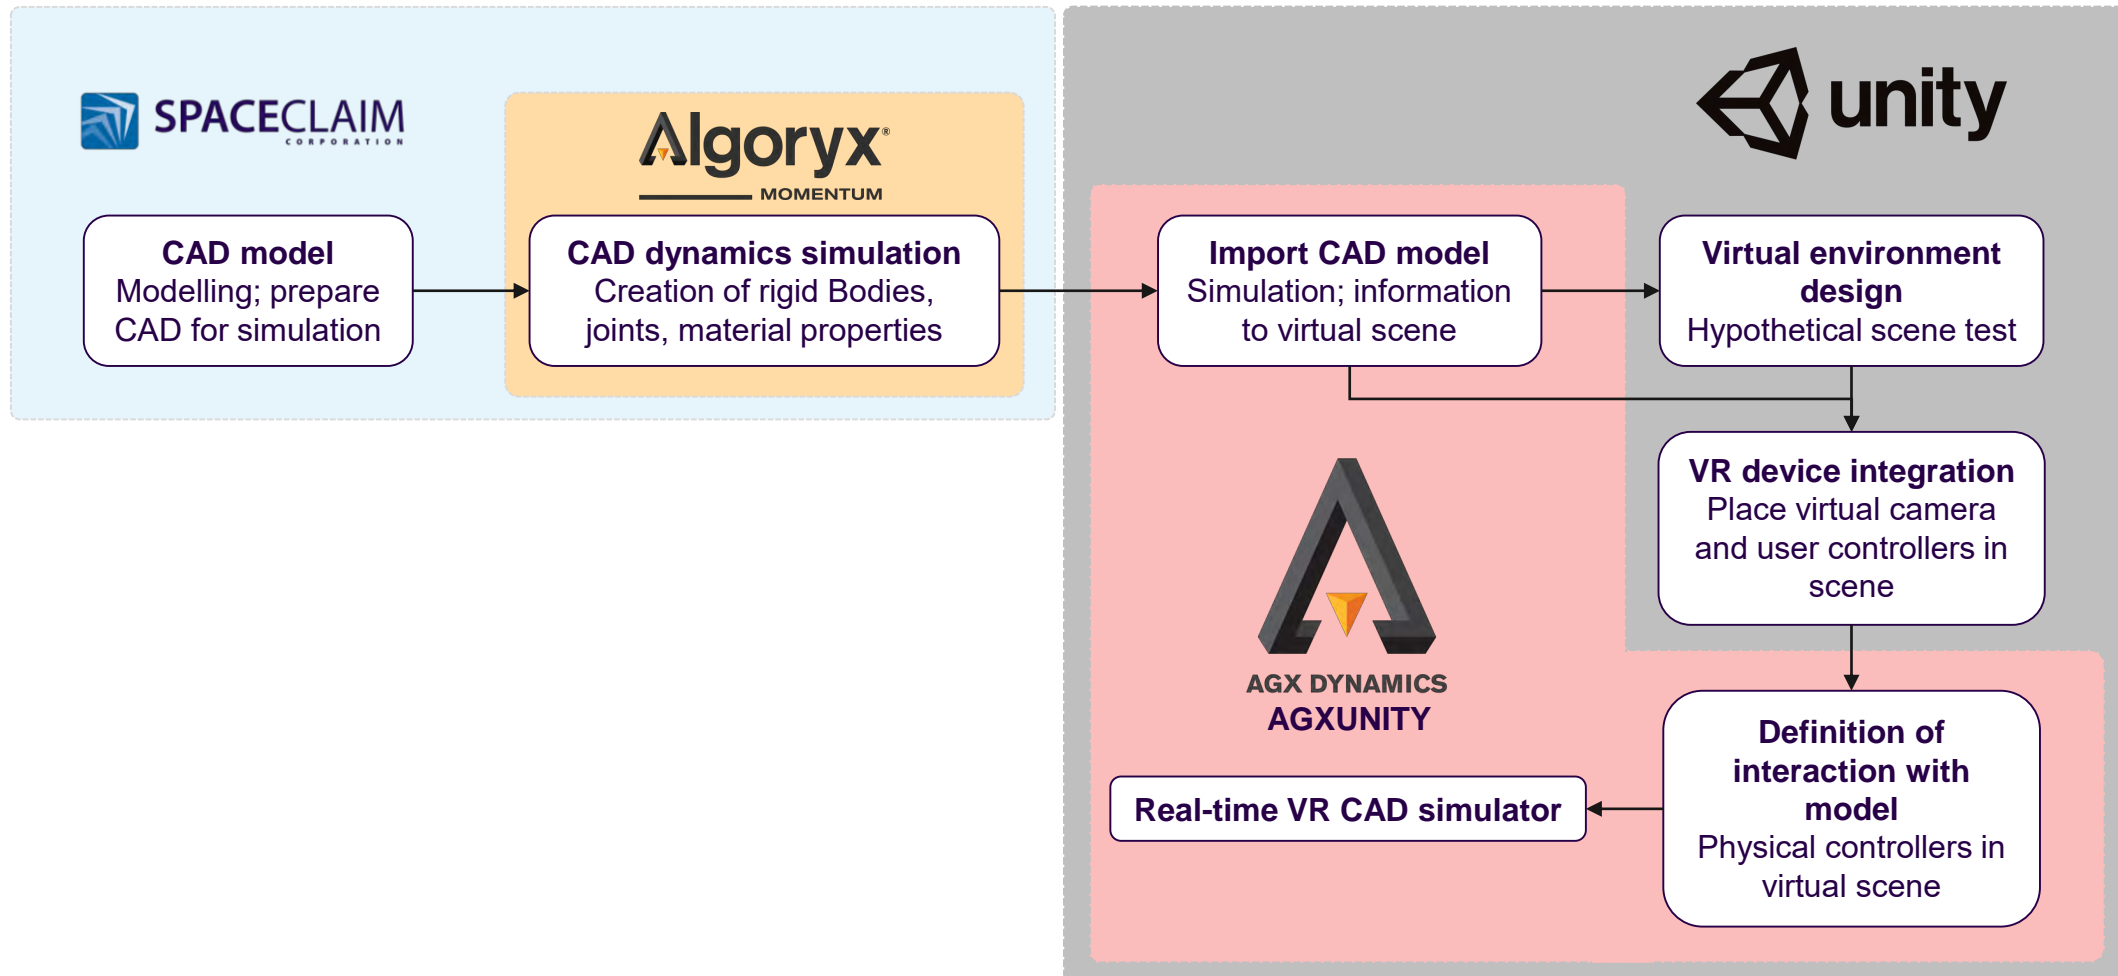 SPACECLAIM
CORPORATION
Algoryx®
MOMENTUM
unity
CAD model
Modelling; prepare
CAD for simulation
CAD dynamics simulation
Creation of rigid Bodies,
joints, material properties
Import CAD model
Simulation; information
to virtual scene
Virtual environment
design
Hypothetical scene test
VR device integration
Place virtual camera
and user controllers in
scene
AGX DYNAMICS
AGXUNITY
Definition of
interaction with
model
Physical controllers in
virtual scene
Real-time VR CAD simulator